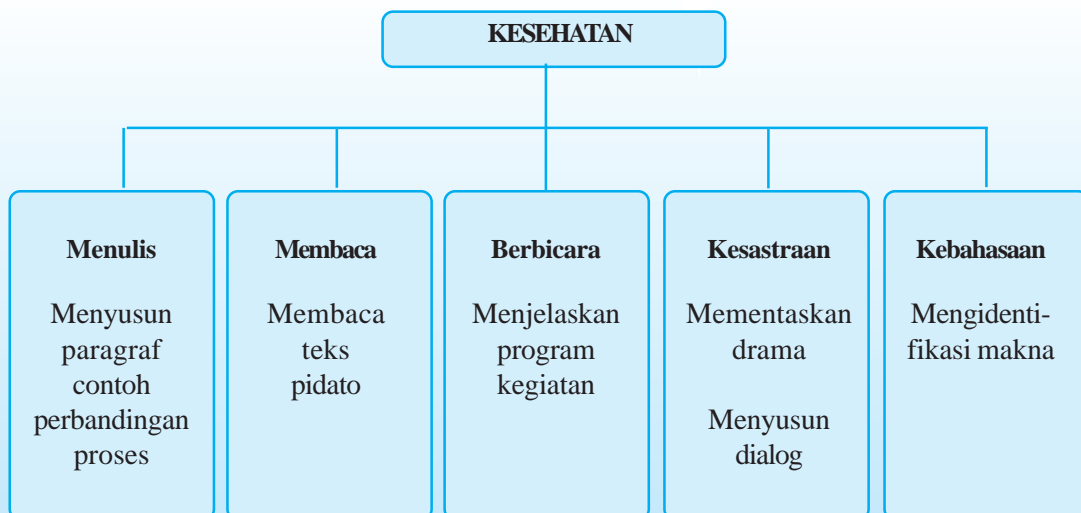 KESEHATAN
Menulis
Menyusun
paragraf
contoh
perbandingan
proses
Membaca
Membaca
teks
pidato
Berbicara
Menjelaskan
program
kegiatan
Kesastraan
Mementaskan
drama
Menyusun
dialog
Kebahasaan
Mengidenti-
fikasi makna